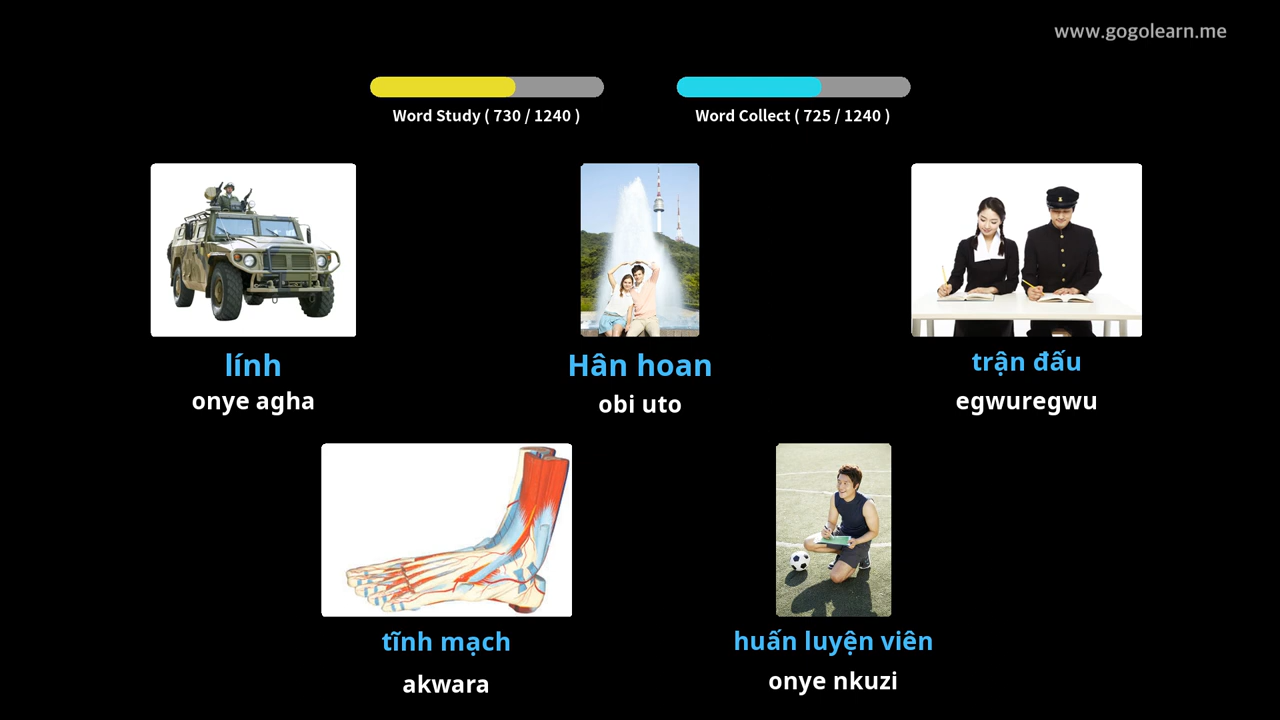 www.gogolearn.me
Word Study ( 730 / 1240 )
Word Collect ( 725 / 1240 )
lính
onye agha
Hân hoan
obi uto
trận đấu
egwuregwu
tĩnh mạch
akwara
huấn luyện viên
onye nkuzi